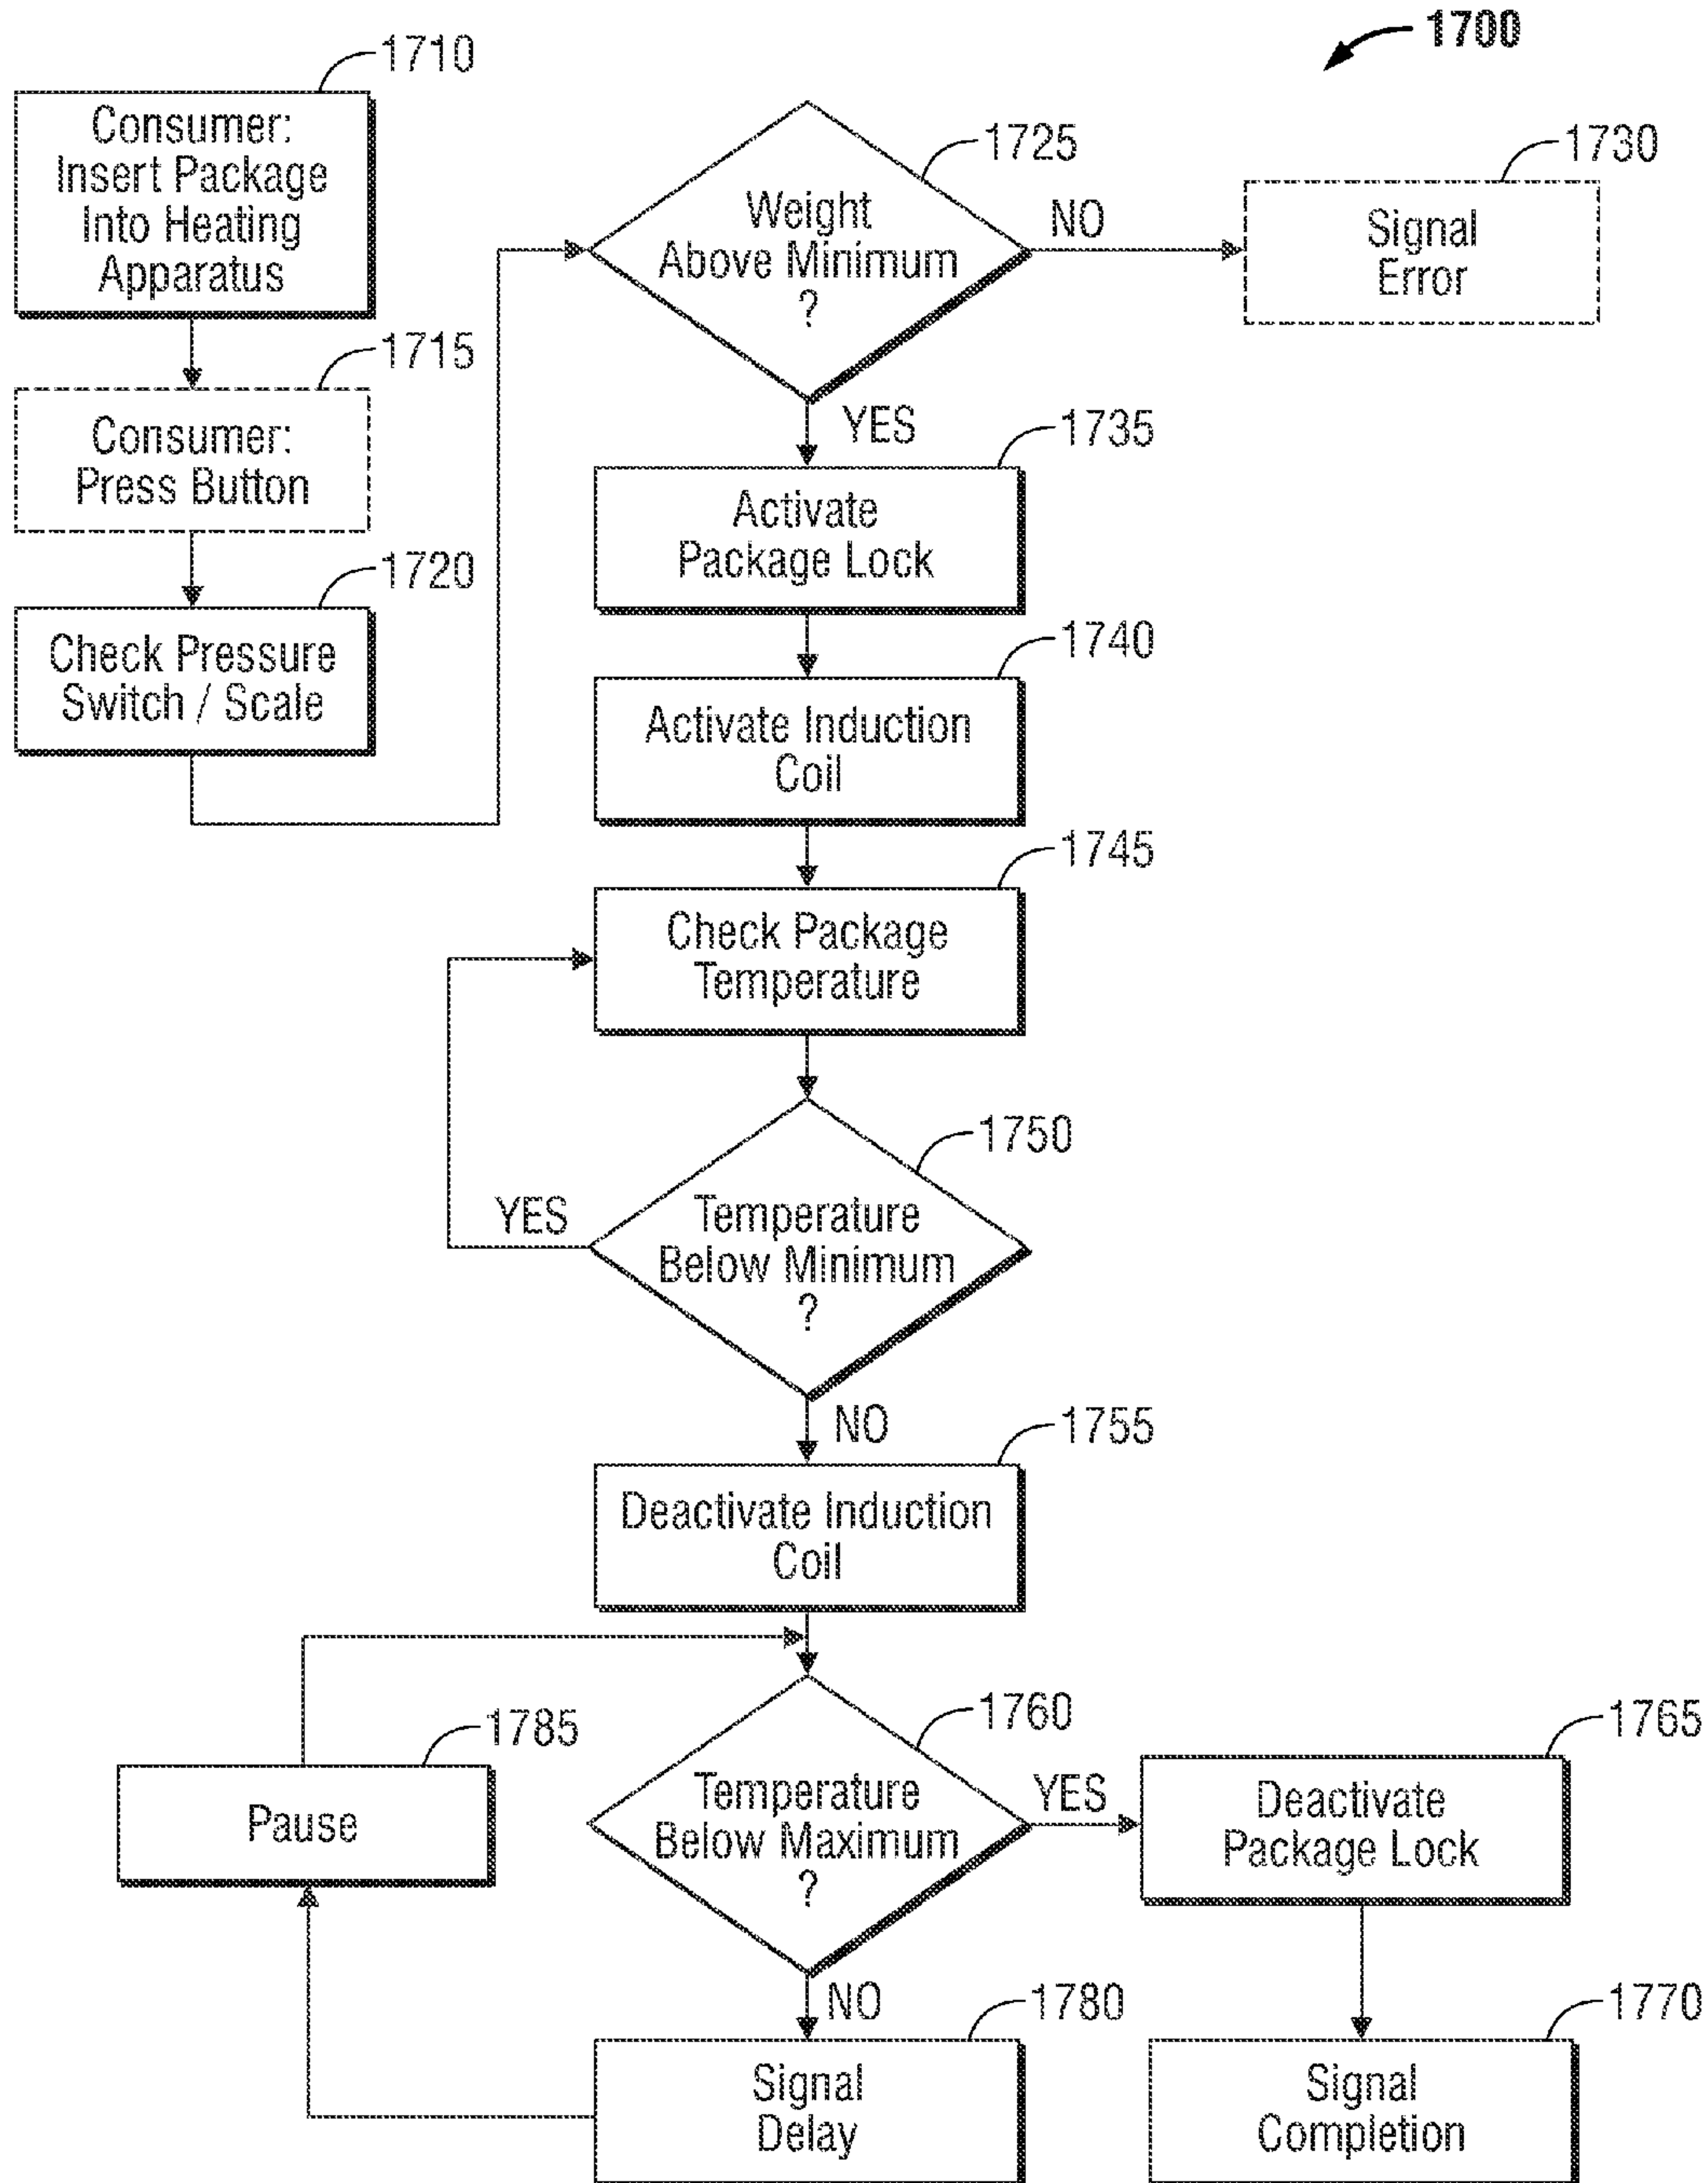 1700
1710
Consumer:
Insert Package
Into Heating
Apparatus
1715
Consumer:
Press Button
1720
Check Pressure
Switch / Scale
1725
Weight
Above Minimum
?
NO
1730
Signal
Error
YES
1735
Activate
Package Lock
1740
Activate Induction
Coil
1745
Check Package
Temperature
1750
Temperature
Below Minimum
?
YES
NO
1755
Deactivate Induction
Coil
1760
Temperature
Below Maximum
?
YES
1765
Deactivate
Package Lock
1770
Signal
Completion
NO
1780
Signal
Delay
1785
Pause